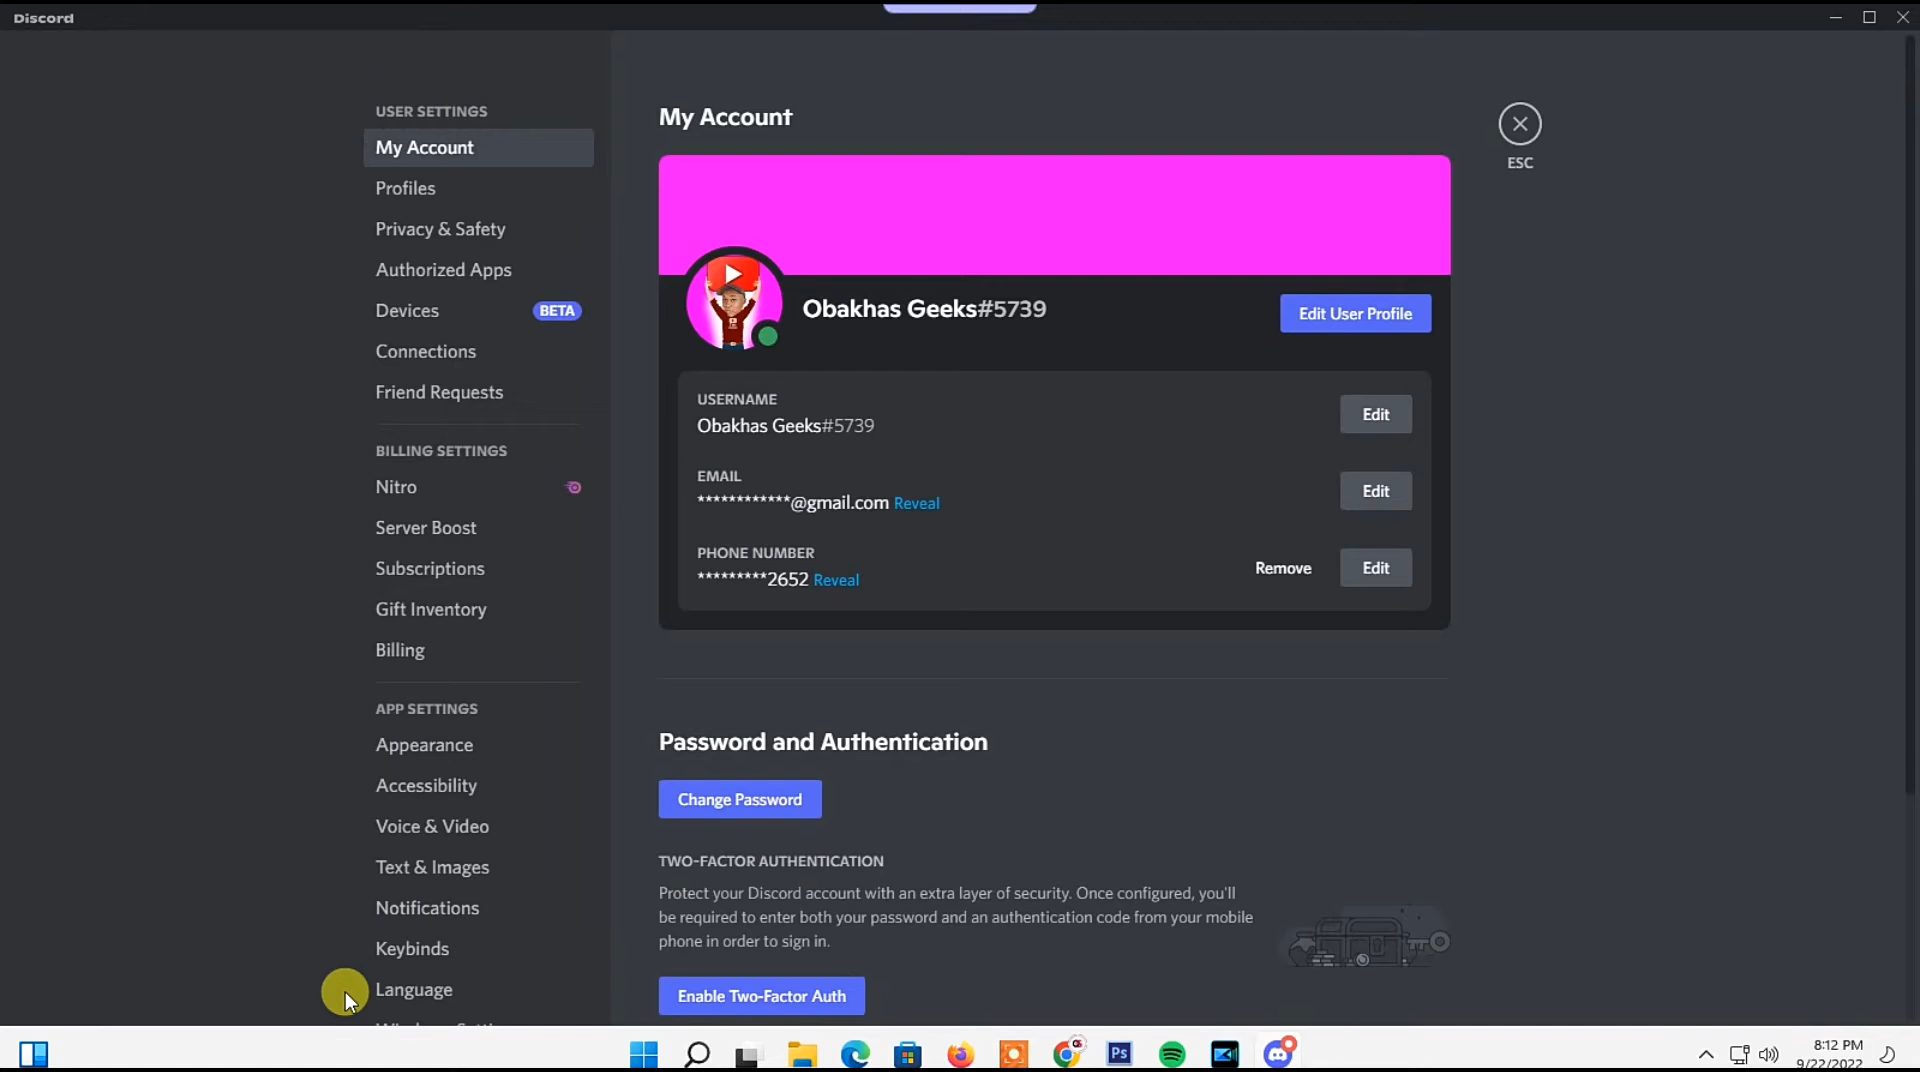 Discord
USER SETTINGS
My Account
Profiles
Privacy & Safety
Authorized Apps
Devices
BETA
Connections
Friend Requests
BILLING SETTINGS
Nitro
Server Boost
Subscriptions
Gift Inventory
Billing
APP SETTINGS
Appearance
Accessibility
Voice & Video
Text & Images
Notifications
Keybinds
Language
My Account
ESC
Obakhas Geeks#5739
Edit User Profile
USERNAME
Obakhas Geeks#5739
Edit
EMAIL
************@gmail.com Reveal
Edit
PHONE NUMBER
*********2652 Reveal
Remove
Edit
Password and Authentication
Change Password
TWO-FACTOR AUTHENTICATION
Protect your Discord account with an extra layer of security. Once configured, you'll
be required to enter both your password and an authentication code from your mobile
phone in order to sign in.
Enable Two-Factor Auth
Ps
8:12 PM
9/22/2022